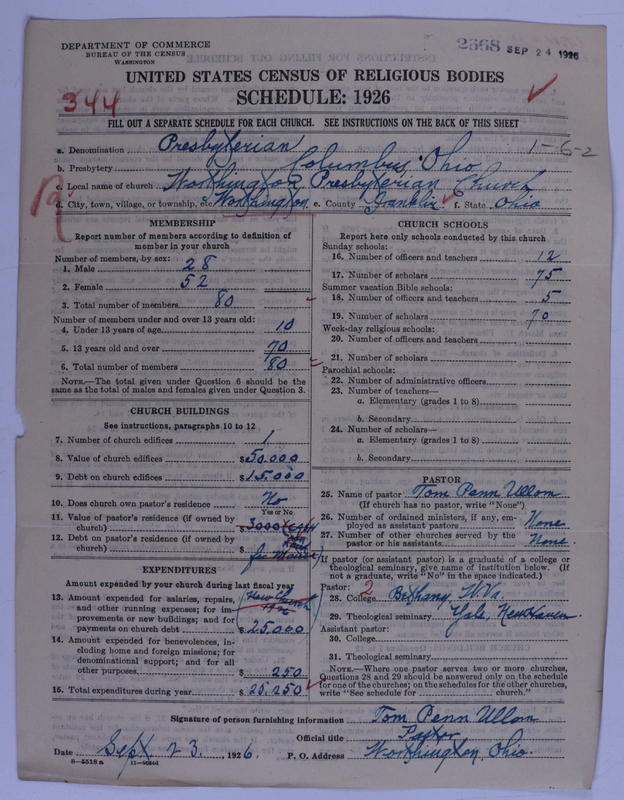 DEPARTMENT OF COMMERCE
BUREAU OF THE CENSUS
WASHINGTON
2668 SEP 24 1926
UNITED STATES CENSUS OF RELIGIOUS BODIES
SCHEDULE: 1926
344
FILL OUT A SEPARATE SCHEDULE FOR EACH CHURCH. SEE INSTRUCTIONS ON THE BACK OF THIS SHEET
1-6-2
a. Denomination Presbyterian
b. Presbytery Columbus, Ohio
c. Local name of church Worthington Presbyterian Church
d. City, town, village, or township, etc. Worthington e. County Franklin f. State Ohio
MEMBERSHIP
Report number of members according to definition of
member in your church
Number of members, by sex:
1. Male 28
2. Female 52
3. Total number of members 80
Number of members under and over 13 years old:
4. Under 13 years of age 10
5. 13 years old and over 70
6. Total number of members 80
NOTE.—The total given under Question 6 should be the
same as the total of males and females given under Question 3.
CHURCH BUILDINGS
See instructions, paragraphs 10 to 12
7. Number of church edifices 1
8. Value of church edifices $50.000
9. Debt on church edifices $15.000
10. Does church own pastor's residence No
Yes or No
11. Value of pastor's residence (if owned by
church) $ 5000
12. Debt on pastor's residence (if owned by
church) $ for Manse
EXPENDITURES
Amount expended by your church during last fiscal year
13. Amount expended for salaries, repairs,
and other running expenses; for im-
provements or new buildings; and for
payments on church debt $25.000
New Church
1926
14. Amount expended for benevolences, in-
cluding home and foreign missions; for
denominational support; and for all
other purposes $ 250
15. Total expenditures during year $25.250
CHURCH SCHOOLS
Report here only schools conducted by this church
Sunday schools:
16. Number of officers and teachers 12
17. Number of scholars 75
Summer vacation Bible schools:
18. Number of officers and teachers 5
19. Number of scholars 70
Week-day religious schools:
20. Number of officers and teachers
21. Number of scholars
Parochial schools:
22. Number of administrative officers
23. Number of teachers—
a. Elementary (grades 1 to 8)
b. Secondary
24. Number of scholars—
a. Elementary (grades 1 to 8)
b. Secondary
PASTOR
25. Name of pastor Tom Penn Ullom
(If church has no pastor, write "None")
26. Number of ordained ministers, if any, em-
ployed as assistant pastors None
27. Number of other churches served by the
pastor or his assistants None.
If pastor (or assistant pastor) is a graduate of a college or
theological seminary, give name of institution below. (If
not a graduate, write "No" in the space indicated.)
Pastor: 2
28. College Bethany, W.Va.
29. Theological seminary Yale, New Haven
Assistant pastor:
30. College
31. Theological seminary
NOTE.—Where one pastor serves two or more churches,
Questions 28 and 29 should be answered only on the schedule
for one of the churches; on the schedules for the other churches,
write "See schedule for church."
Signature of person furnishing information Tom Penn Ullom
Official title Pastor
Date Sept 23, 1926. P. O. Address Worthington, Ohio.
8-5518 a